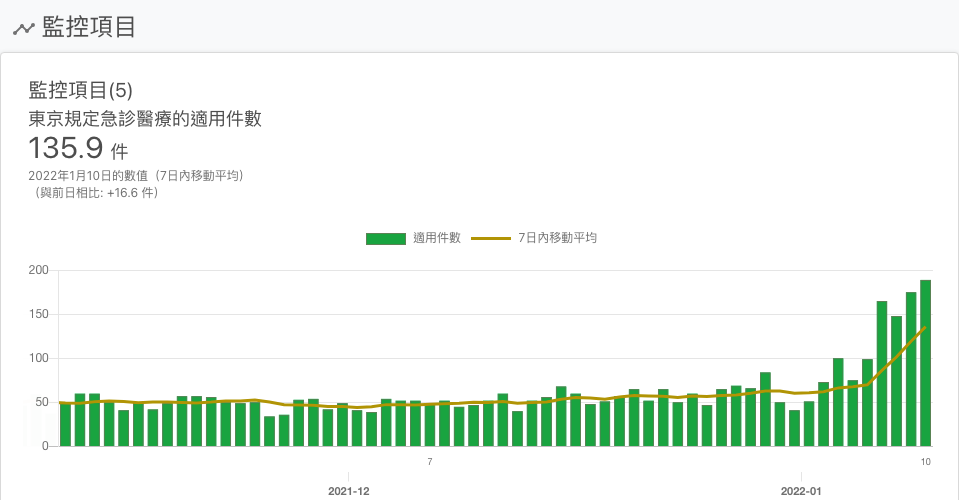 監控項目
監控項目(5)
東京規定急診醫療的適用件數
135.9 件
2022年1月10日的數值（7日內移動平均）
（與前日相比: +16.6 件）
適用件數 7日內移動平均
200
150
100
50
0
7 10
2021-12 2022-01